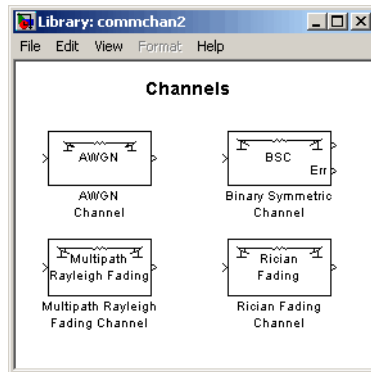 Library: commchan2
File Edit View Format Help
Channels
AWGN
AWGN
Channel
BSC
Err
Binary Symmetric
Channel
Multipath
Rayleigh Fading
Multipath Rayleigh
Fading Channel
Rician
Fading
Rician Fading
Channel